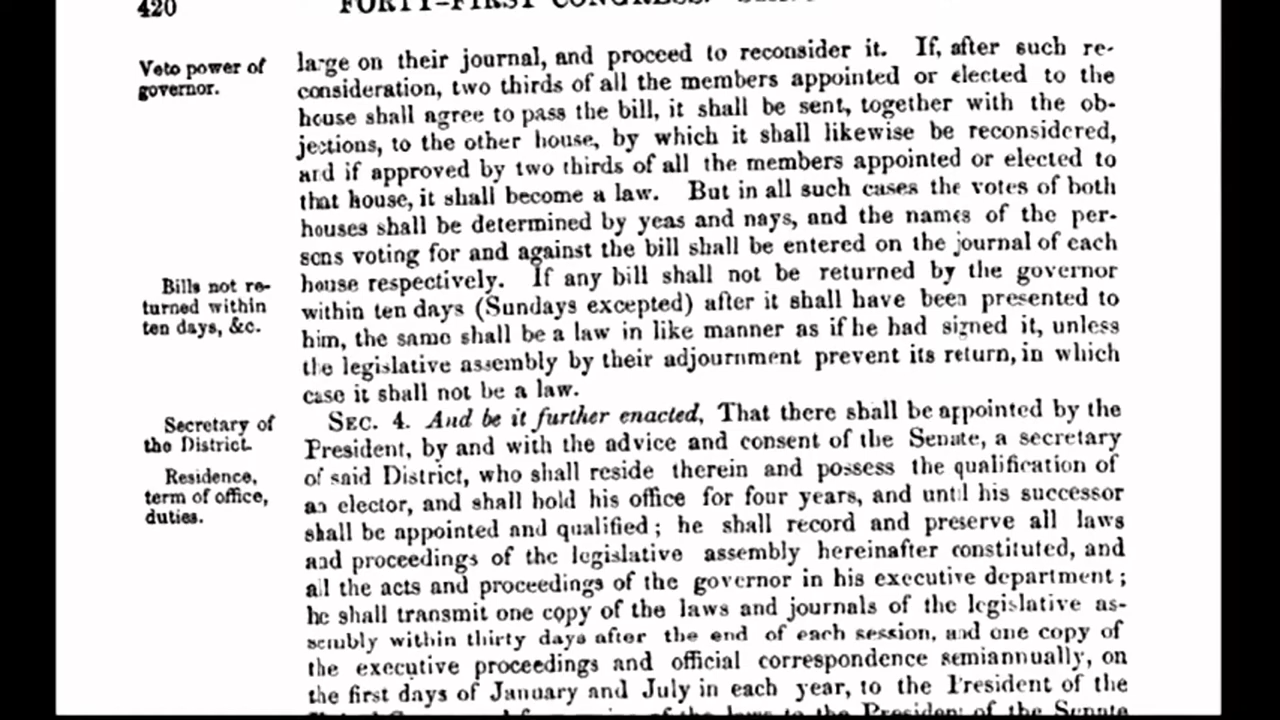 420
FORTY-FIRST CONGRESS.
Veto power of
governor.
large on their journal, and proceed to reconsider it. If, after such re-
consideration, two thirds of all the members appointed or elected to the
house shall agree to pass the bill, it shall be sent, together with the ob-
jections, to the other house, by which it shall likewise be reconsidered,
and if approved by two thirds of all the members appointed or elected to
that house, it shall become a law. But in all such cases the votes of both
houses shall be determined by yeas and nays, and the names of the per-
sons voting for and against the bill shall be entered on the journal of each
Bills not re-
turned within
ten days, &c.
house respectively. If any bill shall not be returned by the governor
within ten days (Sundays excepted) after it shall have been presented to
him, the same shall be a law in like manner as if he had signed it, unless
the legislative assembly by their adjournment prevent its return, in which
case it shall not be a law.
Secretary of
the District.
Residence,
term of office,
duties.
SEC. 4. And be it further enacted, That there shall be appointed by the
President, by and with the advice and consent of the Senate, a secretary
of said District, who shall reside therein and possess the qualification of
an elector, and shall hold his office for four years, and until his successor
shall be appointed and qualified; he shall record and preserve all laws
and proceedings of the legislative assembly hereinafter constituted, and
all the acts and proceedings of the governor in his executive department;
he shall transmit one copy of the laws and journals of the legislative as-
sembly within thirty days after the end of each session, and one copy of
the executive proceedings and official correspondence semiannually, on
the first days of January and July in each year, to the President of the
of the laws to the President of the Senate